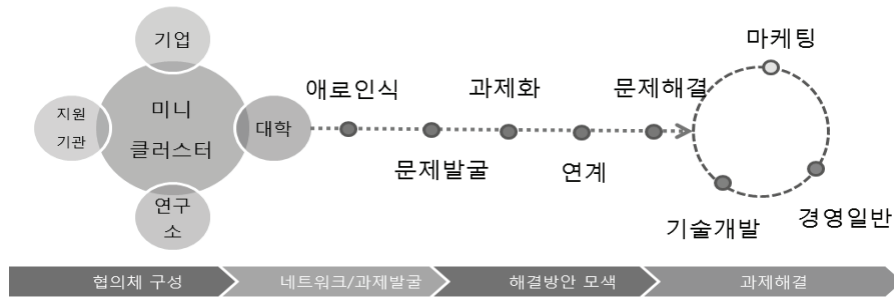 기업
지원
기관
미니
클러스터
대학
연구
소
애로인식
문제발굴
과제화
연계
문제해결
마케팅
기술개발
경영일반
협의체 구성
네트워크/과제발굴
해결방안 모색
과제해결